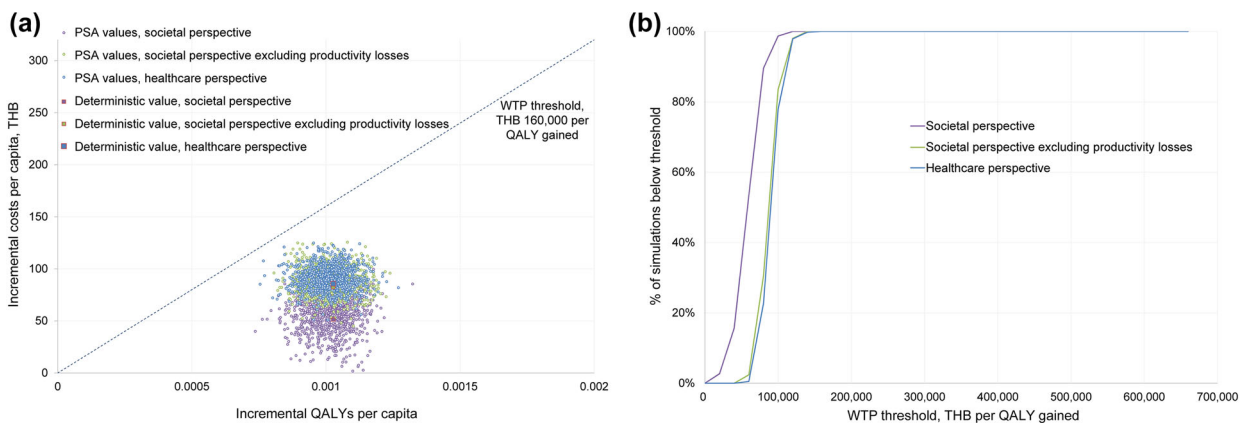 (a)
PSA values, societal perspective
PSA values, societal perspective excluding productivity losses
PSA values, healthcare perspective
Deterministic value, societal perspective
Deterministic value, societal perspective excluding productivity losses
Deterministic value, healthcare perspective
WTP threshold,
THB 160,000 per
QALY gained
Incremental costs per capita, THB
300
250
200
150
100
50
0
0
0.0005
0.001
0.0015
0.002
Incremental QALYs per capita
(b)
% of simulations below threshold
100%
80%
60%
40%
20%
0%
Societal perspective
Societal perspective excluding productivity losses
Healthcare perspective
0
100,000
200,000
300,000
400,000
500,000
600,000
700,000
WTP threshold, THB per QALY gained